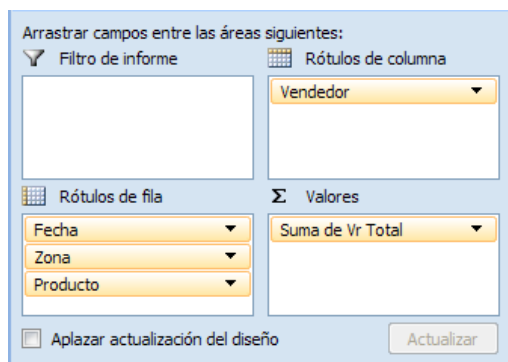 Arrastrar campos entre las áreas siguientes:
Filtro de informe
Rótulos de columna
Vendedor
Rótulos de fila
Σ Valores
Fecha
Zona
Producto
Suma de Vr Total
Aplazar actualización del diseño
Actualizar